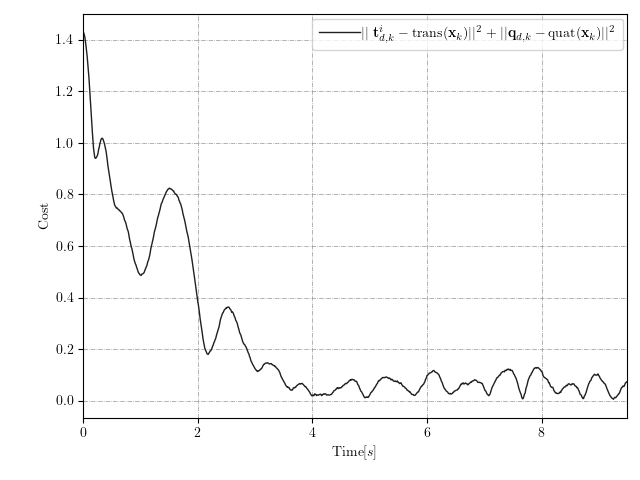 || t^i_{d,k} − trans(x_k)||² + ||q_{d,k} − quat(x_k)||²
1.4
1.2
1.0
0.8
0.6
0.4
0.2
0.0
Cost
0 2 4 6 8
Time[s]